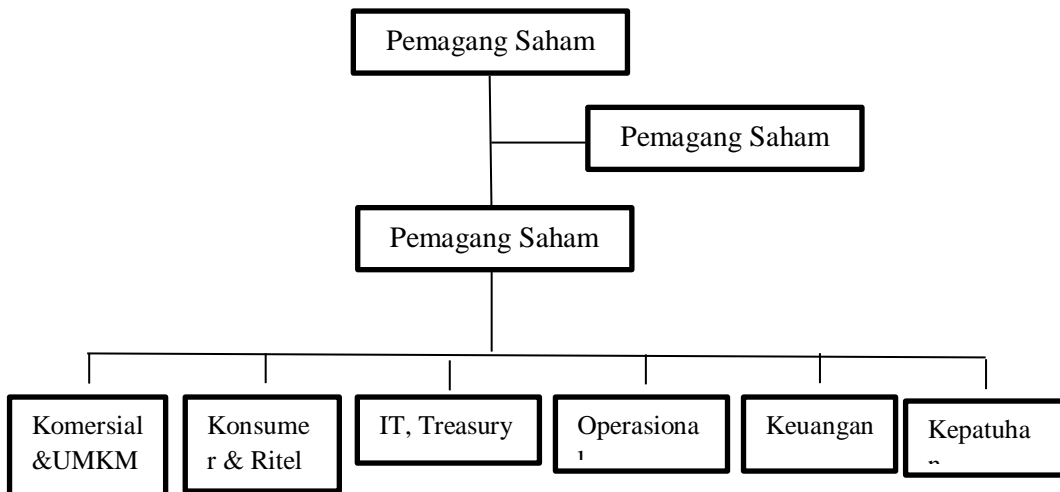 Pemagang Saham
Pemagang Saham
Pemagang Saham
Komersial
&UMKM
Konsume
r & Ritel
IT, Treasury
Operasiona
l
Keuangan
Kepatuha
n